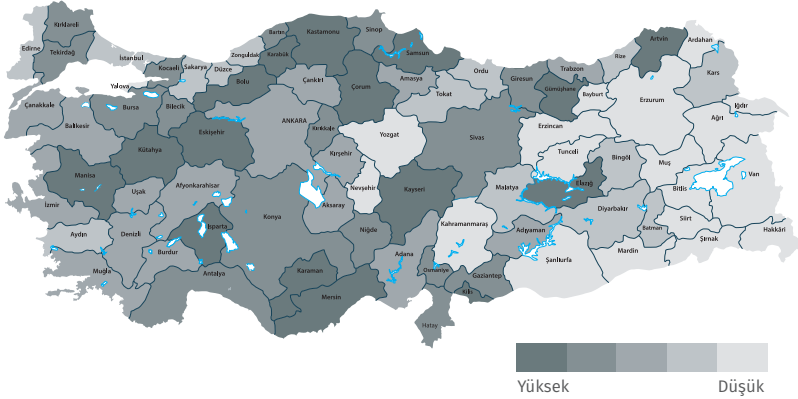 Kırklareli
Edirne
Tekirdağ
İstanbul
Kocaeli
Yalova
Sakarya
Düzce
Zonguldak
Bartın
Karabük
Kastamonu
Sinop
Samsun
Bolu
Çankırı
Çorum
Amasya
Ordu
Tokat
Giresun
Gümüşhane
Trabzon
Bayburt
Rize
Artvin
Ardahan
Kars
Iğdır
Ağrı
Erzurum
Erzincan
Çanakkale
Balıkesir
Bursa
Bilecik
Eskişehir
ANKARA
Kırıkkale
Kırşehir
Yozgat
Sivas
Kütahya
Manisa
Uşak
Afyonkarahisar
İzmir
Aydın
Denizli
Muğla
Burdur
Isparta
Antalya
Konya
Aksaray
Nevşehir
Kayseri
Niğde
Karaman
Mersin
Adana
Osmaniye
Hatay
Kilis
Gaziantep
Kahramanmaraş
Malatya
Adıyaman
Şanlıurfa
Elazığ
Tunceli
Bingöl
Diyarbakır
Mardin
Batman
Siirt
Şırnak
Hakkâri
Muş
Bitlis
Van
Yüksek
Düşük